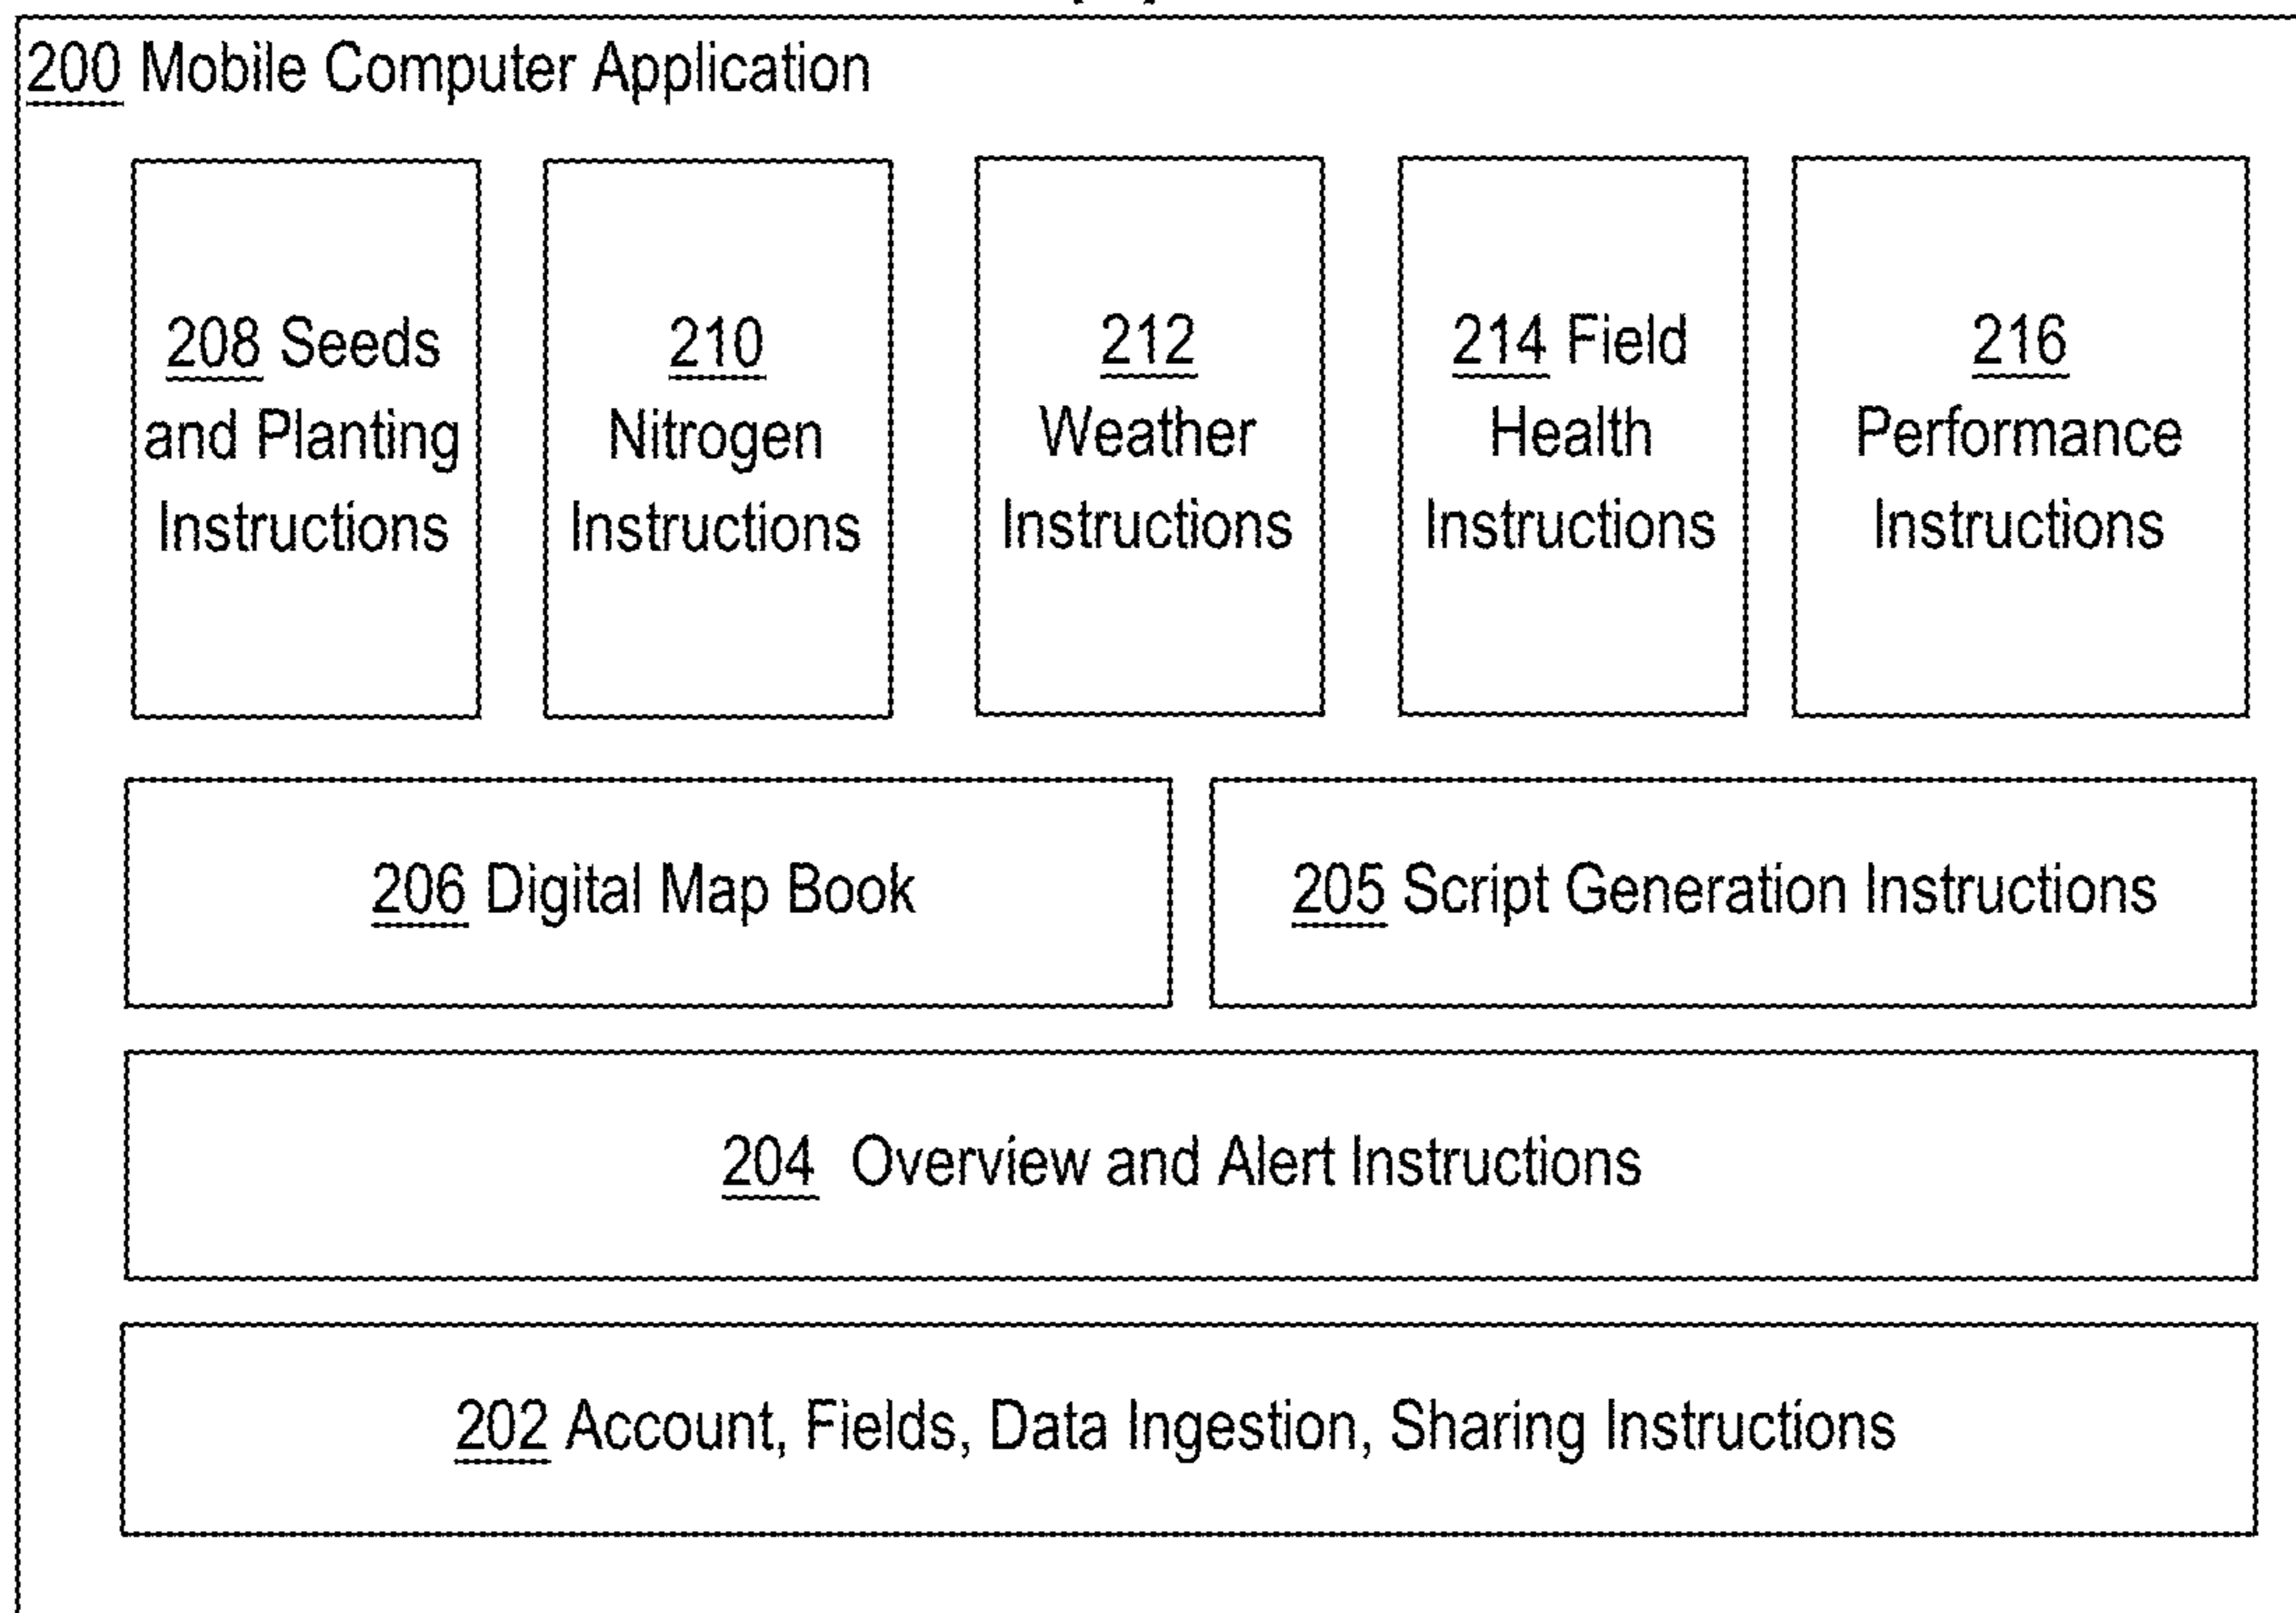 200 Mobile Computer Application
208 Seeds
and Planting
Instructions
210
Nitrogen
Instructions
212
Weather
Instructions
214 Field
Health
Instructions
216
Performance
Instructions
206 Digital Map Book
205 Script Generation Instructions
204 Overview and Alert Instructions
202 Account, Fields, Data Ingestion, Sharing Instructions